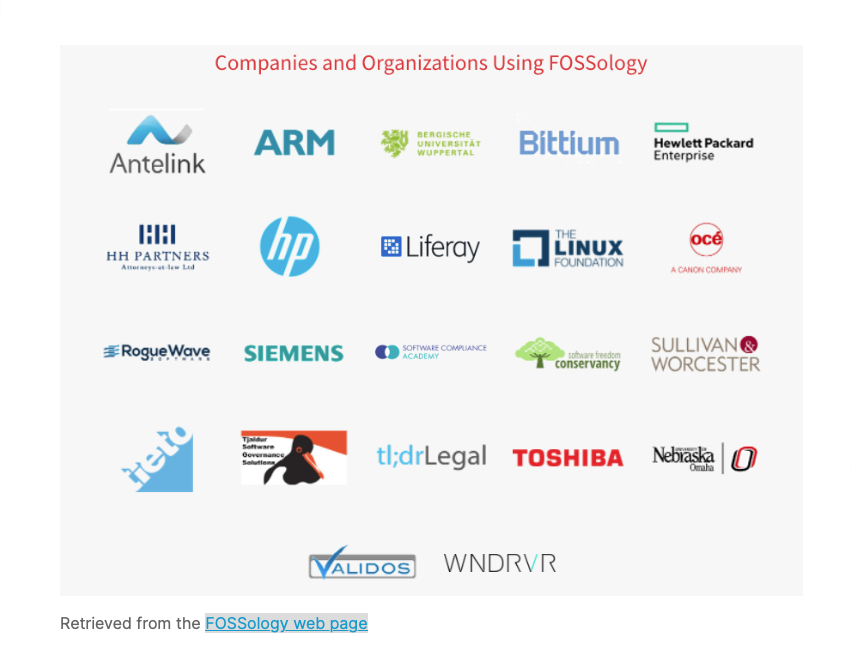 Companies and Organizations Using FOSSology
Antelink
ARM
BERGISCHE
UNIVERSITÄT
WUPPERTAL
Bittium
Hewlett Packard
Enterprise
HH PARTNERS
Attorneys-at-law Ltd
hp
Liferay
THE
LINUX
FOUNDATION
océ
A CANON COMPANY
RogueWave
SOFTWARE
SIEMENS
SOFTWARE COMPLIANCE
ACADEMY
software freedom
conservancy
SULLIVAN &
WORCESTER
tieto
Tjaldur
Software
Governance
Solutions
tl;drLegal
TOSHIBA
UNIVERSITY OF
Nebraska
Omaha
O
VALIDOS
WNDRVR
Retrieved from the FOSSology web page